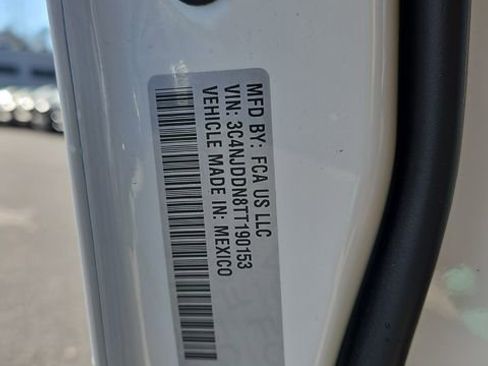 MFD BY: FCA US LLC
VIN: 3C4NJDDN8TT190153
VEHICLE MADE IN: MEXICO